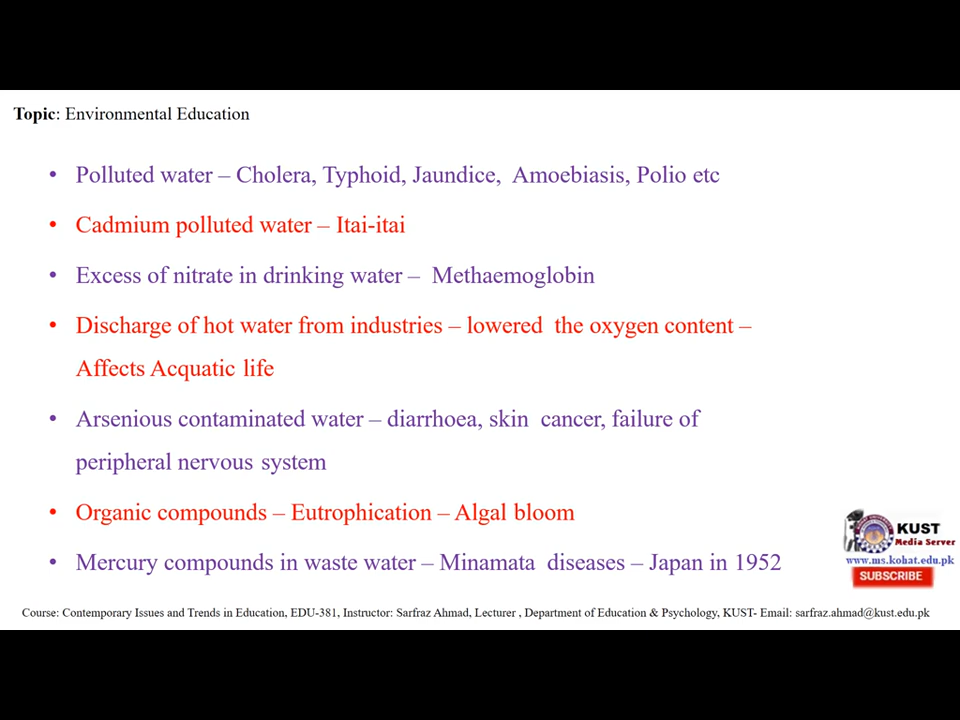 Topic: Environmental Education
• Polluted water – Cholera, Typhoid, Jaundice, Amoebiasis, Polio etc
• Cadmium polluted water – Itai-itai
• Excess of nitrate in drinking water – Methaemoglobin
• Discharge of hot water from industries – lowered the oxygen content –
Affects Acquatic life
• Arsenious contaminated water – diarrhoea, skin cancer, failure of
peripheral nervous system
• Organic compounds – Eutrophication – Algal bloom
• Mercury compounds in waste water – Minamata diseases – Japan in 1952
KUST
Media Server
www.ms.kohat.edu.pk
SUBSCRIBE
Course: Contemporary Issues and Trends in Education, EDU-381, Instructor: Sarfraz Ahmad, Lecturer , Department of Education & Psychology, KUST- Email: sarfraz.ahmad@kust.edu.pk